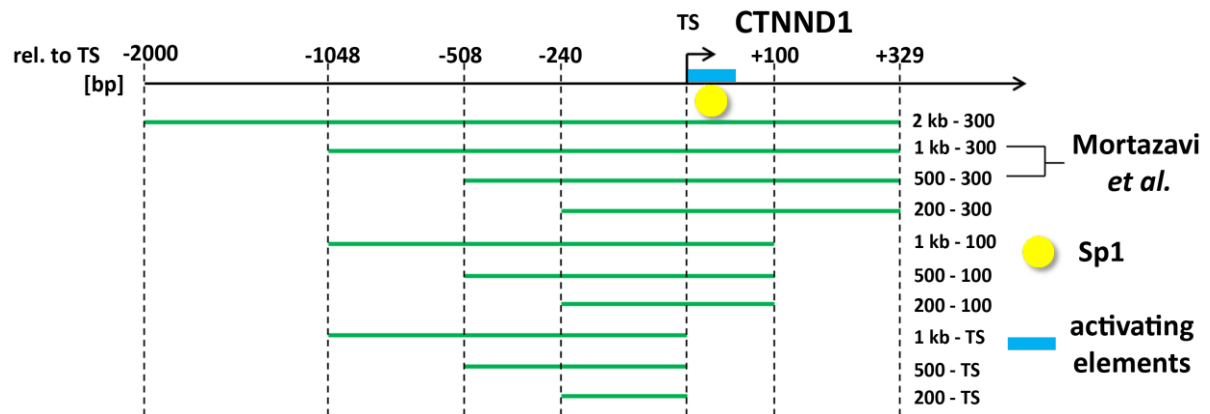 TS CTNND1
rel. to TS -2000 -1048 -508 -240 +100 +329
[bp]
2 kb - 300
1 kb - 300
500 - 300
200 - 300
1 kb - 100
500 - 100
200 - 100
1 kb - TS
500 - TS
200 - TS
Mortazavi
et al.
Sp1
activating
elements